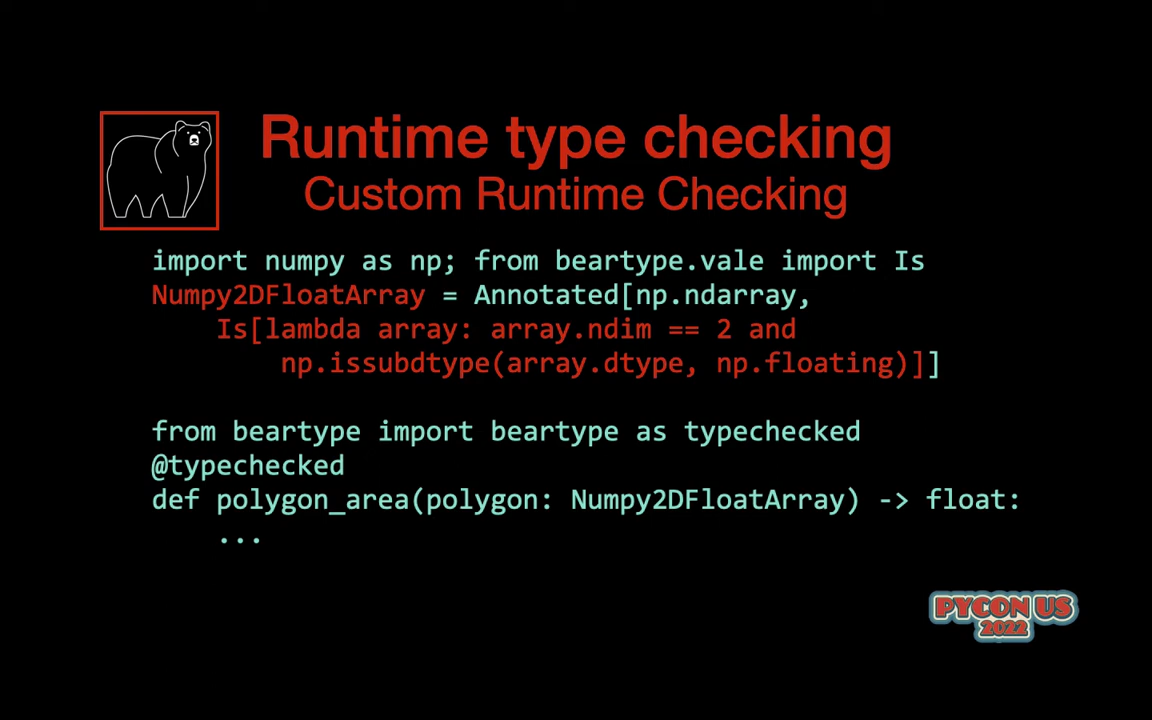 Runtime type checking
Custom Runtime Checking
import numpy as np; from beartype.vale import Is
Numpy2DFloatArray = Annotated[np.ndarray,
    Is[lambda array: array.ndim == 2 and
        np.issubdtype(array.dtype, np.floating)]]
from beartype import beartype as typechecked
@typechecked
def polygon_area(polygon: Numpy2DFloatArray) -> float:
    ...
PYCON US
2022